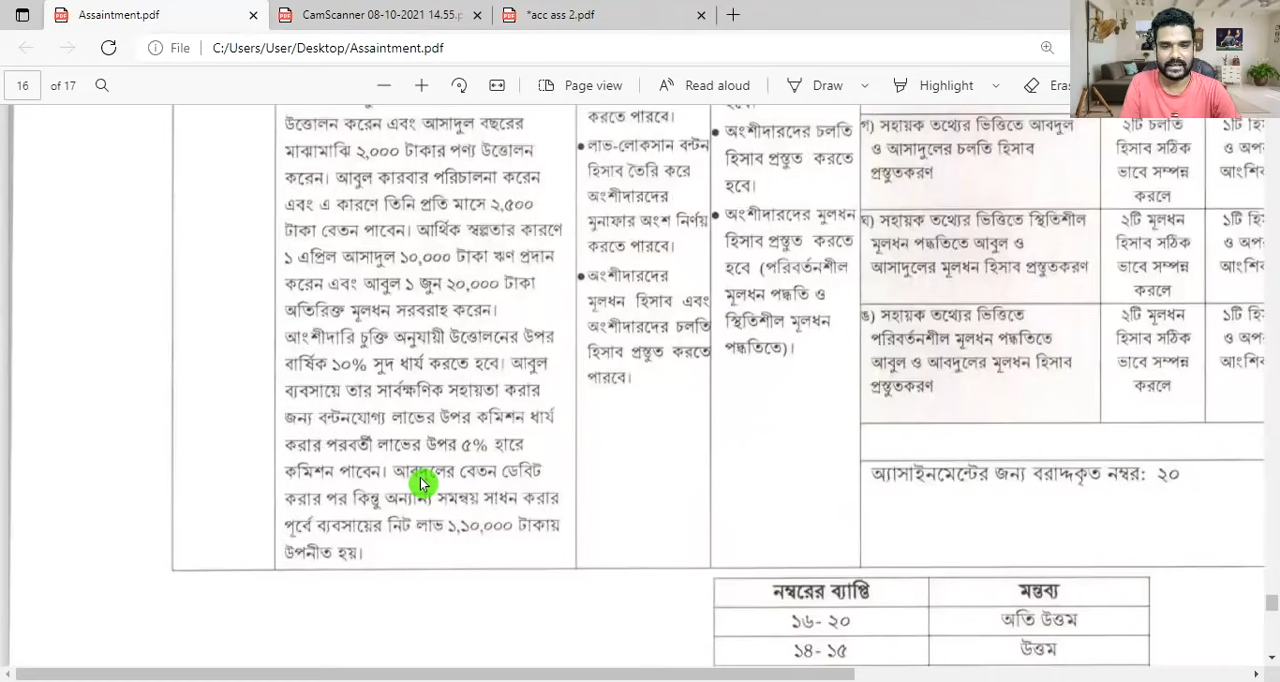 Assaintment.pdf
CamScanner 08-10-2021 14.55.p
*acc ass 2.pdf
File
C:/Users/User/Desktop/Assaintment.pdf
16 of 17
Page view
Read aloud
Draw
Highlight
Eras
উত্তোলন করেন এবং আসাদুল বছরের
মাঝামাঝি ২,০০০ টাকার পণ্য উত্তোলন
করেন। আবুল কারবার পরিচালনা করেন
এবং এ কারণে তিনি প্রতি মাসে ২,৫০০
টাকা বেতন পাবেন। আর্থিক স্বল্পতার কারণে
১ এপ্রিল আসাদুল ১০,০০০ টাকা ঋণ প্রদান
করেন এবং আবুল ১ জুন ২০,০০০ টাকা
অতিরিক্ত মূলধন সরবরাহ করেন।
আংশীদারি চুক্তি অনুযায়ী উত্তোলনের উপর
বার্ষিক ১০% সুদ ধার্য করতে হবে। আবুল
ব্যবসায়ে তার সার্বক্ষণিক সহায়তা করার
জন্য বন্টনযোগ্য লাভের উপর কমিশন ধার্য
করার পরবর্তী লাভের উপর ৫% হারে
কমিশন পাবেন। আবদুলের বেতন ডেবিট
করার পর কিন্তু অন্যান্য সমন্বয় সাধন করার
পূর্বে ব্যবসায়ের নিট লাভ ১,১০,০০০ টাকায়
উপনীত হয়।
করতে পারবে।
• লাভ-লোকসান বন্টন
হিসাব তৈরি করে
অংশীদারদের
মুনাফার অংশ নির্ণয়
করতে পারবে।
• অংশীদারদের
মূলধন হিসাব এবং
অংশীদারদের চলতি
হিসাব প্রস্তুত করতে
পারবে।
হবে।
• অংশীদারদের চলতি
হিসাব প্রস্তুত করতে
হবে।
• অংশীদারদের মুলধন
হিসাব প্রস্তুত করতে
হবে (পরিবর্তনশীল
মূলধন পদ্ধতি ও
স্থিতিশীল মূলধন
পদ্ধতিতে)।
গ) সহায়ক তথ্যের ভিত্তিতে আবদুল
ও আসাদুলের চলতি হিসাব
প্রস্তুতকরণ
২টি চলতি
হিসাব সঠিক
ভাবে সম্পন্ন
করলে
১টি হি
ও অপ
আংশি
ঘ) সহায়ক তথ্যের ভিত্তিতে স্থিতিশীল
মূলধন পদ্ধতিতে আবুল ও
আসাদুলের মূলধন হিসাব প্রস্তুতকরণ
২টি মূলধন
হিসাব সঠিক
ভাবে সম্পন্ন
করলে
১টি হি
ও অপ
আংশি
ঙ) সহায়ক তথ্যের ভিত্তিতে
পরিবর্তনশীল মূলধন পদ্ধতিতে
আবুল ও আবদুলের মূলধন হিসাব
প্রস্তুতকরণ
২টি মূলধন
হিসাব সঠিক
ভাবে সম্পন্ন
করলে
১টি হি
ও অপ
আংশি
অ্যাসাইনমেন্টের জন্য বরাদ্দকৃত নম্বর: ২০
নম্বরের ব্যাপ্তি মন্তব্য
১৬- ২০ অতি উত্তম
১৪- ১৫ উত্তম